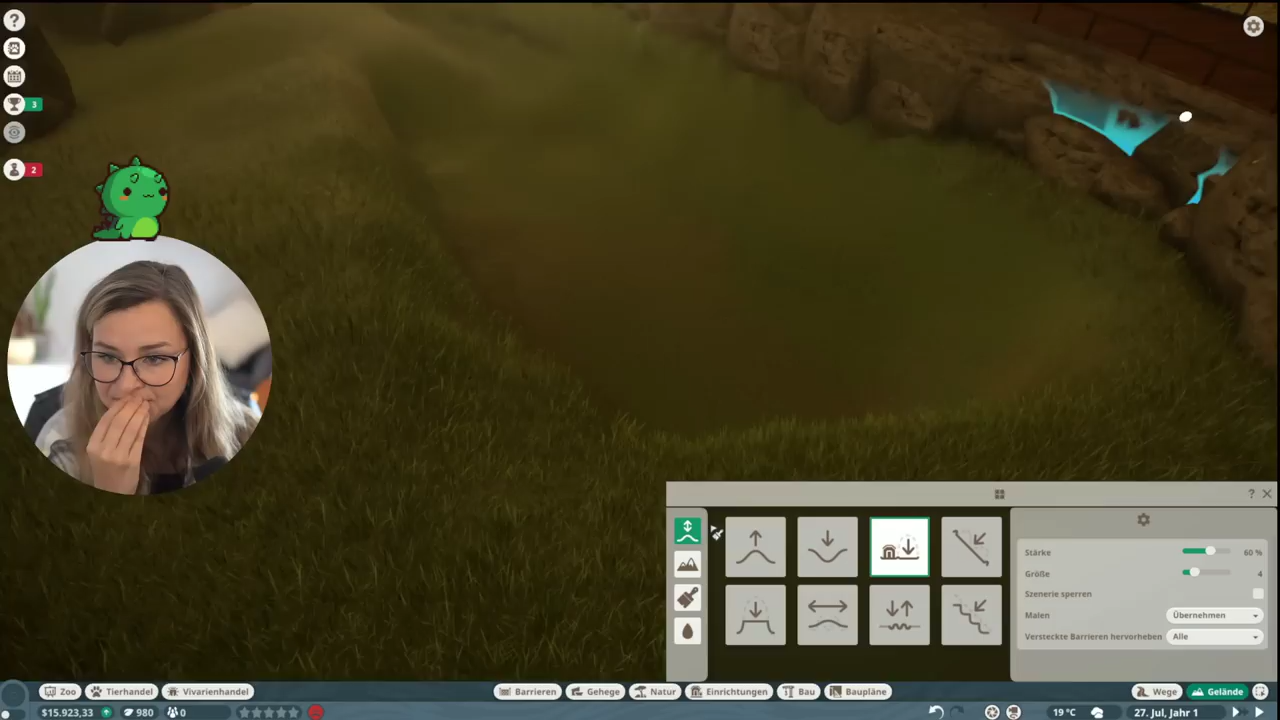 ?
3
2
? ×
Stärke 60 %
Größe 4
Szenerie sperren
Malen Übernehmen
Versteckte Barrieren hervorheben Alle
Zoo Tierhandel Vivarienhandel Barrieren Gehege Natur Einrichtungen Bau Baupläne Wege Gelände
$15.923,33 980 0 19 °C 27. Jul, Jahr 1